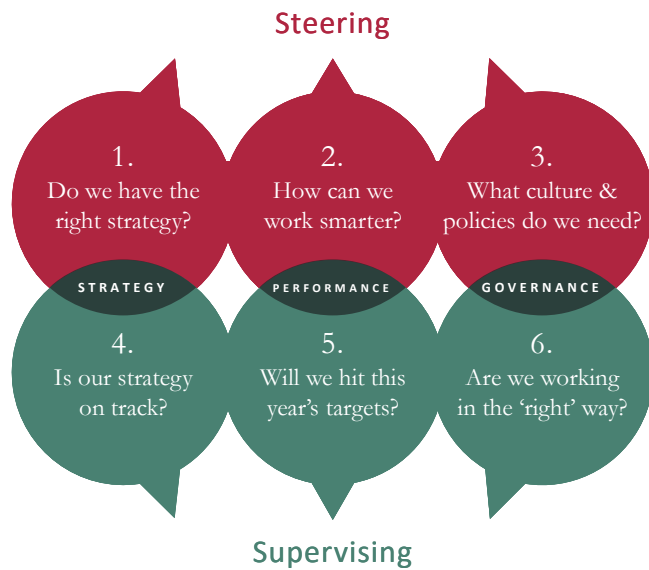 Steering
1.
Do we have the
right strategy?
2.
How can we
work smarter?
3.
What culture &
policies do we need?
STRATEGY
PERFORMANCE
GOVERNANCE
4.
Is our strategy
on track?
5.
Will we hit this
year’s targets?
6.
Are we working
in the ‘right’ way?
Supervising